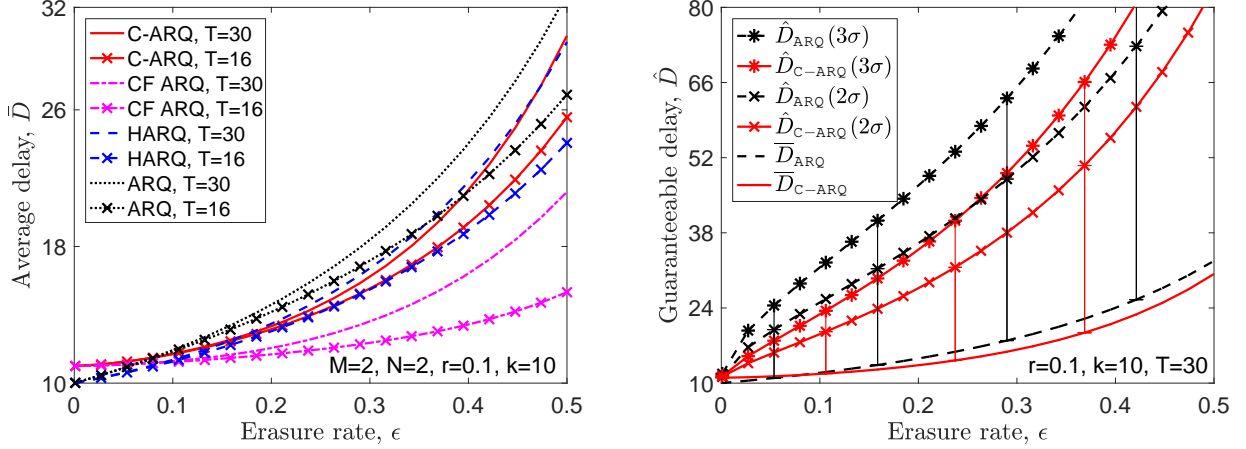 32
26
18
10
Average delay, D̄
0
0.1
0.2
0.3
0.4
0.5
Erasure rate, ϵ
C-ARQ, T=30
C-ARQ, T=16
CF ARQ, T=30
CF ARQ, T=16
HARQ, T=30
HARQ, T=16
ARQ, T=30
ARQ, T=16
M=2, N=2, r=0.1, k=10
80
66
52
38
24
10
Guaranteeable delay, D̂
0
0.1
0.2
0.3
0.4
0.5
Erasure rate, ϵ
D̂ARQ (3σ)
D̂C−ARQ (3σ)
D̂ARQ (2σ)
D̂C−ARQ (2σ)
D̅ARQ
D̅C−ARQ
r=0.1, k=10, T=30